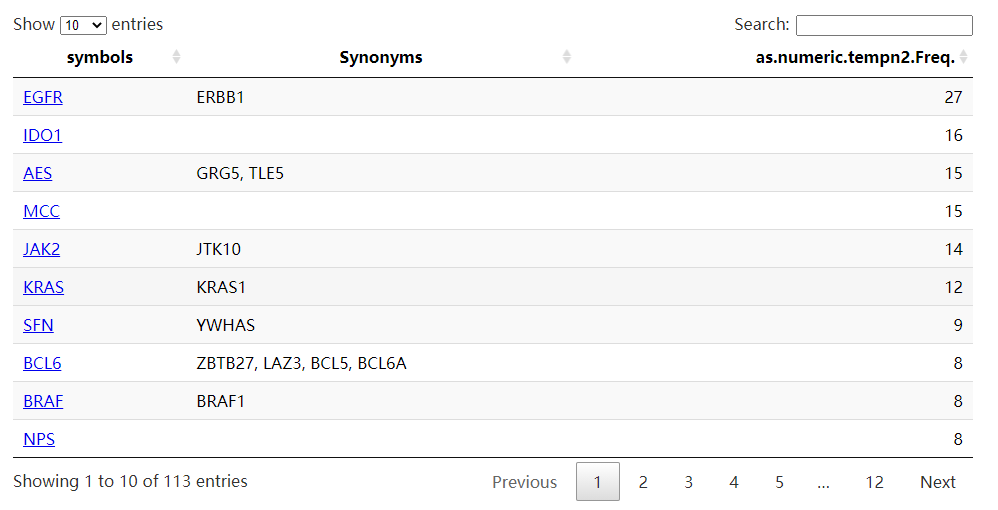 Show 10 entries Search:
symbols Synonyms as.numeric.tempn2.Freq.
EGFR ERBB1 27
IDO1 16
AES GRG5, TLE5 15
MCC 15
JAK2 JTK10 14
KRAS KRAS1 12
SFN YWHAS 9
BCL6 ZBTB27, LAZ3, BCL5, BCL6A 8
BRAF BRAF1 8
NPS 8
Showing 1 to 10 of 113 entries Previous 1 2 3 4 5 ... 12 Next